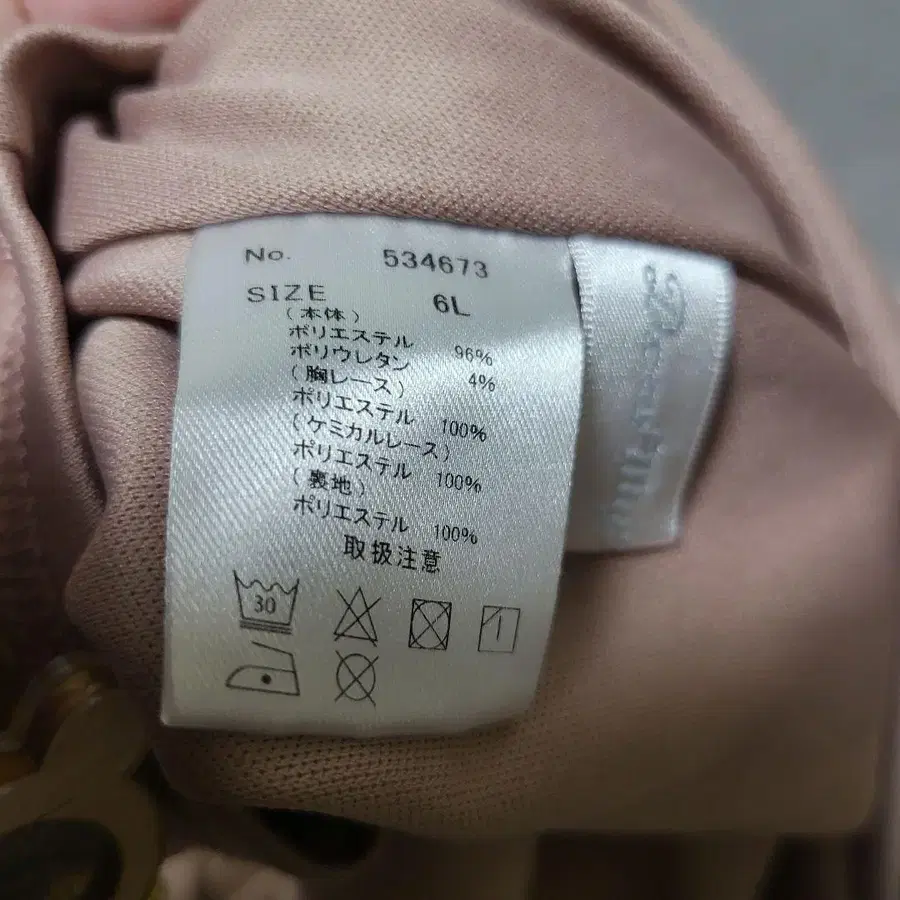 No. 534673
SIZE 6L
(本体)
ポリエステル 96%
ポリウレタン 4%
(胸レース)
ポリエステル 100%
(ケミカルレース)
ポリエステル 100%
(裏地)
ポリエステル 100%
取扱注意
30